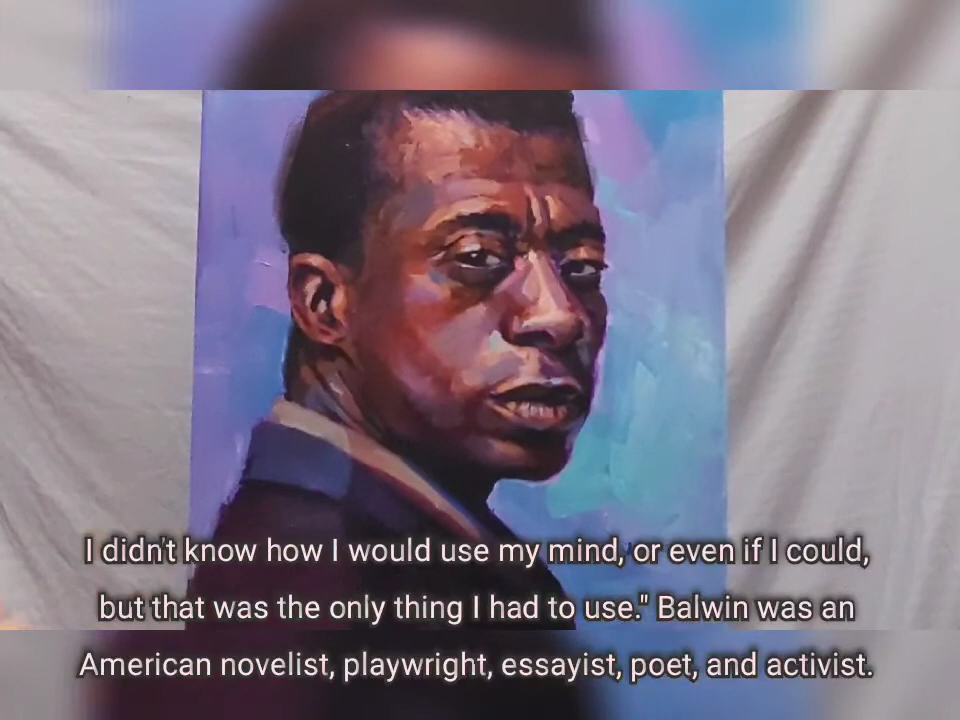 I didn't know how I would use my mind, or even if I could,
but that was the only thing I had to use." Balwin was an
American novelist, playwright, essayist, poet, and activist.